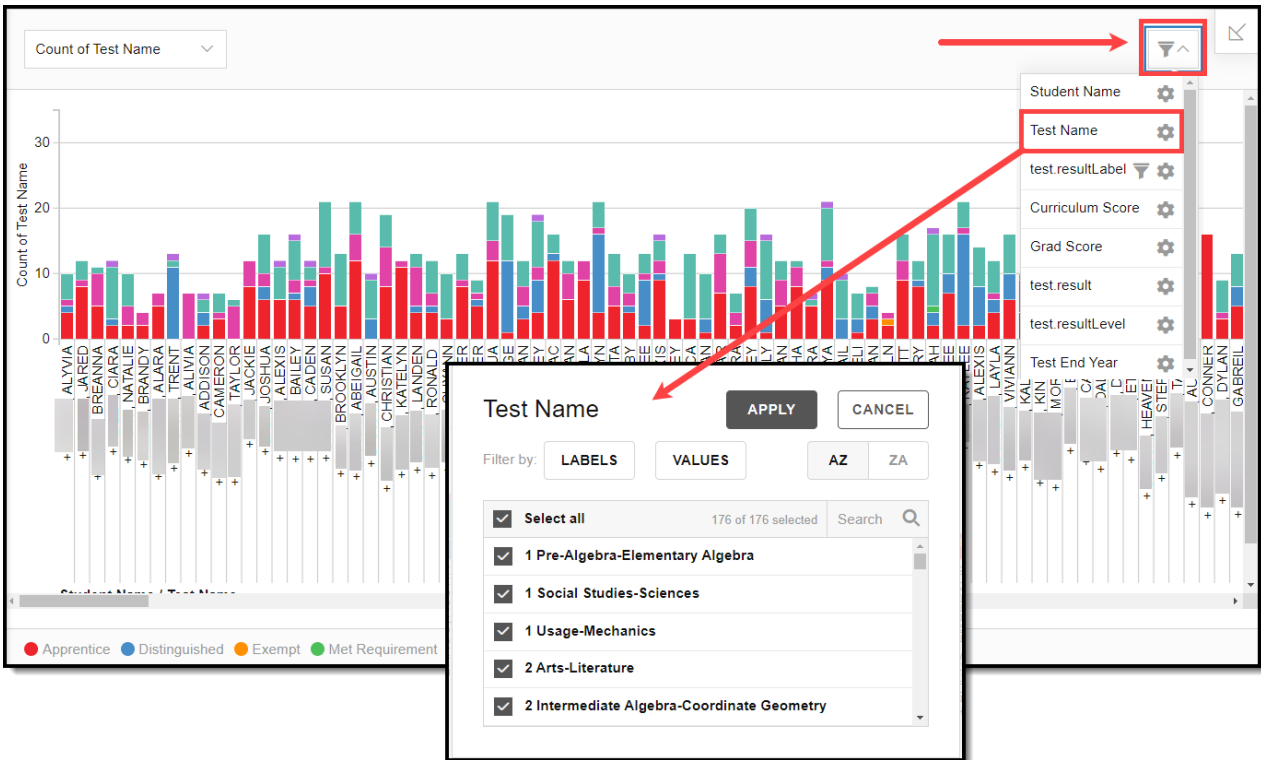 Count of Test Name
Student Name
Test Name
test.resultLabel
Curriculum Score
Grad Score
test.result
test.resultLevel
Test End Year
Count of Test Name
30
20
10
0
ALYVIA
JARED
BREANNA
CIARA
NATALIE
BRANDY
ALARA
TRENT
ALIVIA
ADDISON
CAMERON
TAYLOR
JACKIE
JOSHUA
ALEXIS
BAILEY
CADEN
SUSAN
BROOKLYN
ABEIGAIL
AUSTIN
CHRISTIAN
KATELYN
LANDEN
RONALD
ALEXIS
LAYLA
VIVIANN
CONNER
DYLAN
GABREIL
Test Name
APPLY
CANCEL
Filter by:
LABELS
VALUES
AZ
ZA
Select all
176 of 176 selected
Search
1 Pre-Algebra-Elementary Algebra
1 Social Studies-Sciences
1 Usage-Mechanics
2 Arts-Literature
2 Intermediate Algebra-Coordinate Geometry
Student Name / Test Name
Apprentice
Distinguished
Exempt
Met Requirement